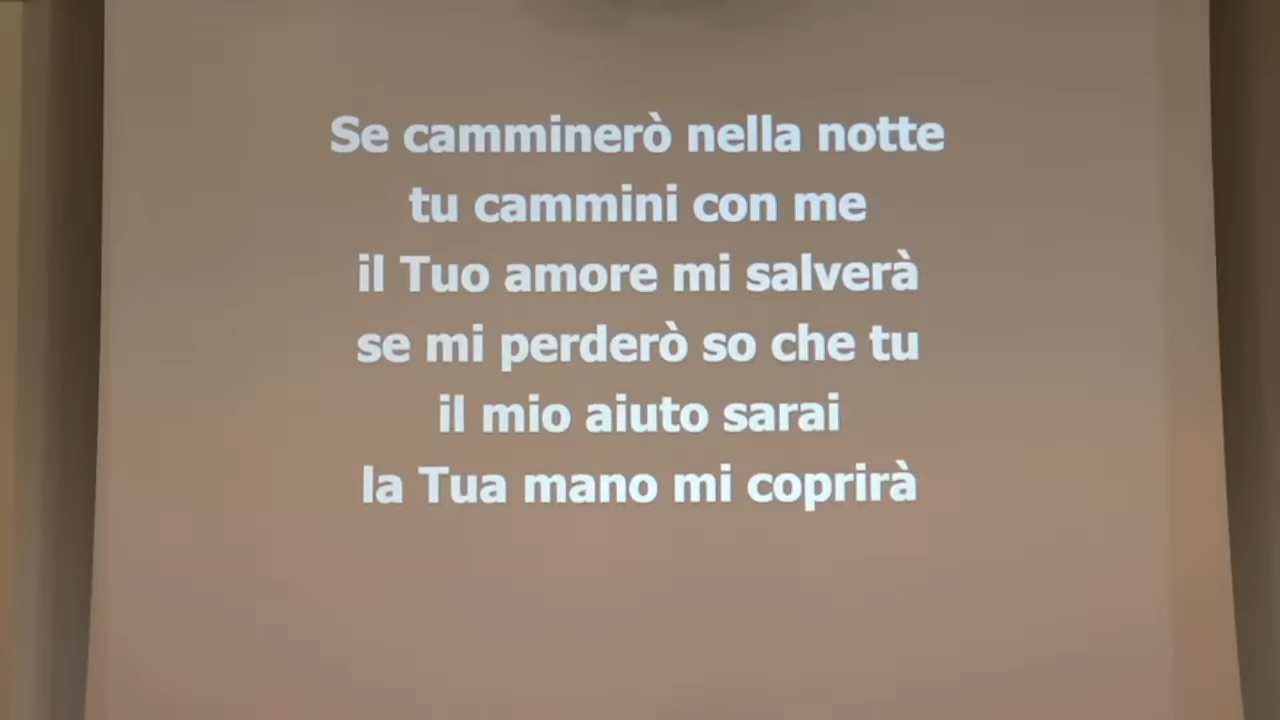 Se camminerò nella notte
tu cammini con me
il Tuo amore mi salverà
se mi perderò so che tu
il mio aiuto sarai
la Tua mano mi coprirà